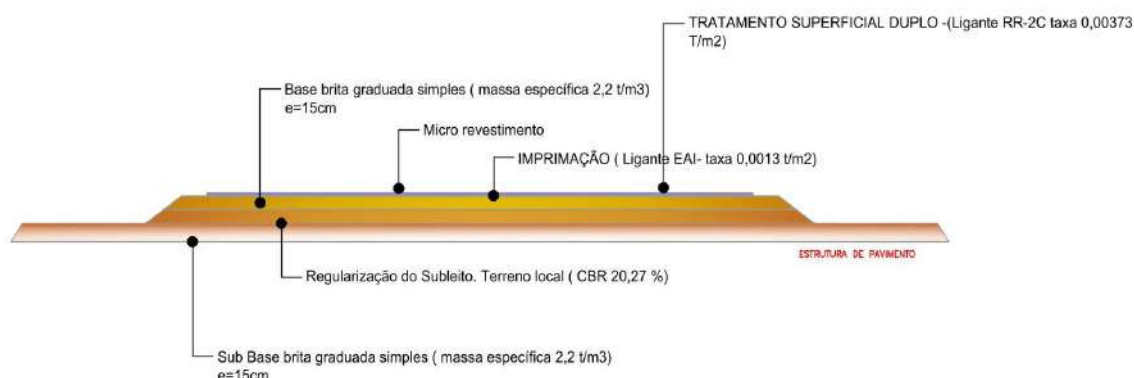 TRATAMENTO SUPERFICIAL DUPLO -(Ligante RR-2C taxa 0,00373
T/m2)
Base brita graduada simples ( massa específica 2,2 t/m3)
e=15cm
Micro revestimento
IMPRIMAÇÃO ( Ligante EAI- taxa 0,0013 t/m2)
ESTRUTURA DE PAVIMENTO
Regularização do Subleito. Terreno local ( CBR 20,27 %)
Sub Base brita graduada simples ( massa específica 2,2 t/m3)
e=15cm